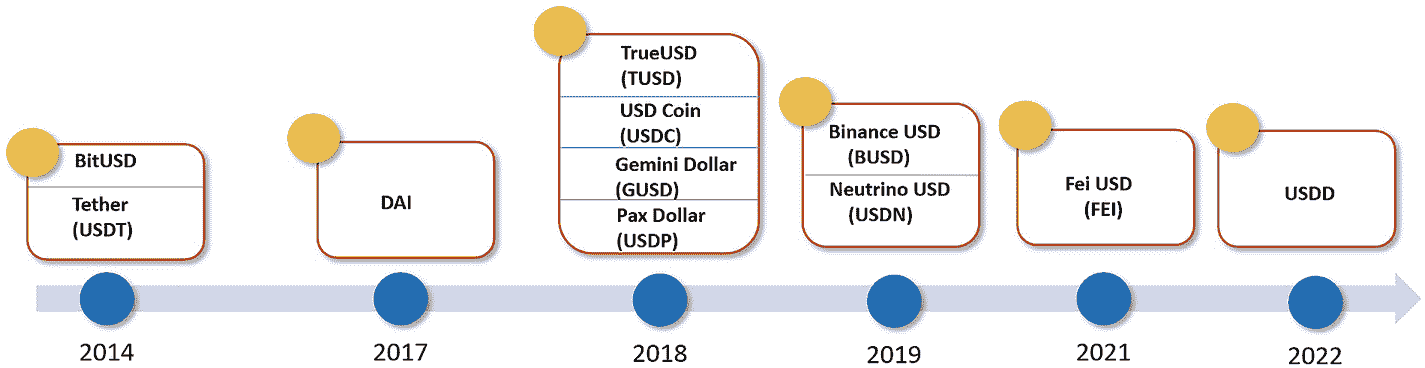 BitUSD
Tether
(USDT)
2014
DAI
2017
TrueUSD
(TUSD)
USD Coin
(USDC)
Gemini Dollar
(GUSD)
Pax Dollar
(USDP)
2018
Binance USD
(BUSD)
Neutrino USD
(USDN)
2019
Fei USD
(FEI)
2021
USDD
2022